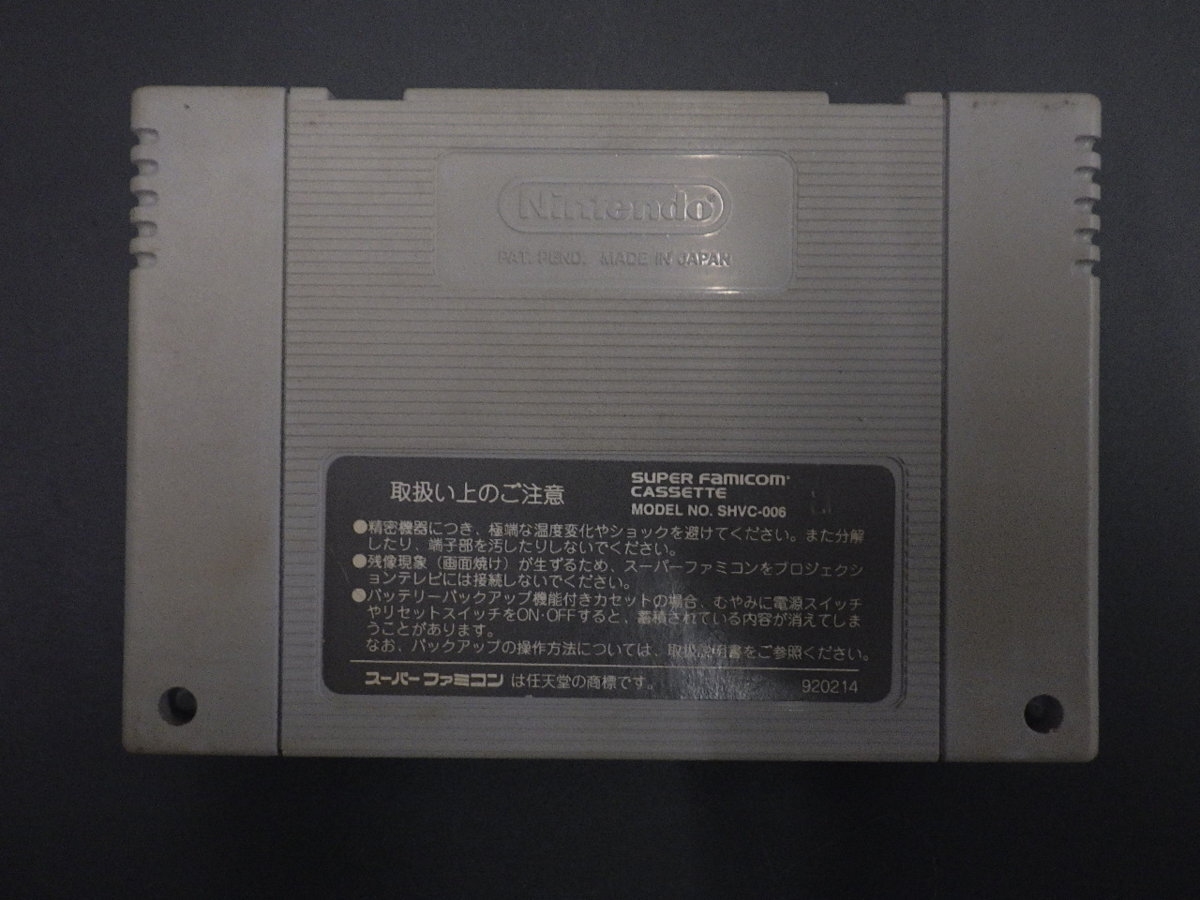 Nintendo
PAT. PEND. MADE IN JAPAN
取扱い上のご注意
SUPER FAMICOM
CASSETTE
MODEL NO. SHVC-006
●精密機器につき、極端な温度変化やショックを避けてください。また分解
したり、端子部を汚したりしないでください。
●残像現象（画面焼け）が生ずるため、スーパーファミコンをプロジェクシ
ョンテレビには接続しないでください。
●バッテリーバックアップ機能付きカセットの場合、むやみに電源スイッチ
やリセットスイッチをON・OFFすると、蓄積されている内容が消えてしま
うことがあります。
なお、バックアップの操作方法については、取扱説明書をご参照ください。
スーパーファミコン は任天堂の商標です。
920214